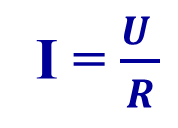 I = U/R